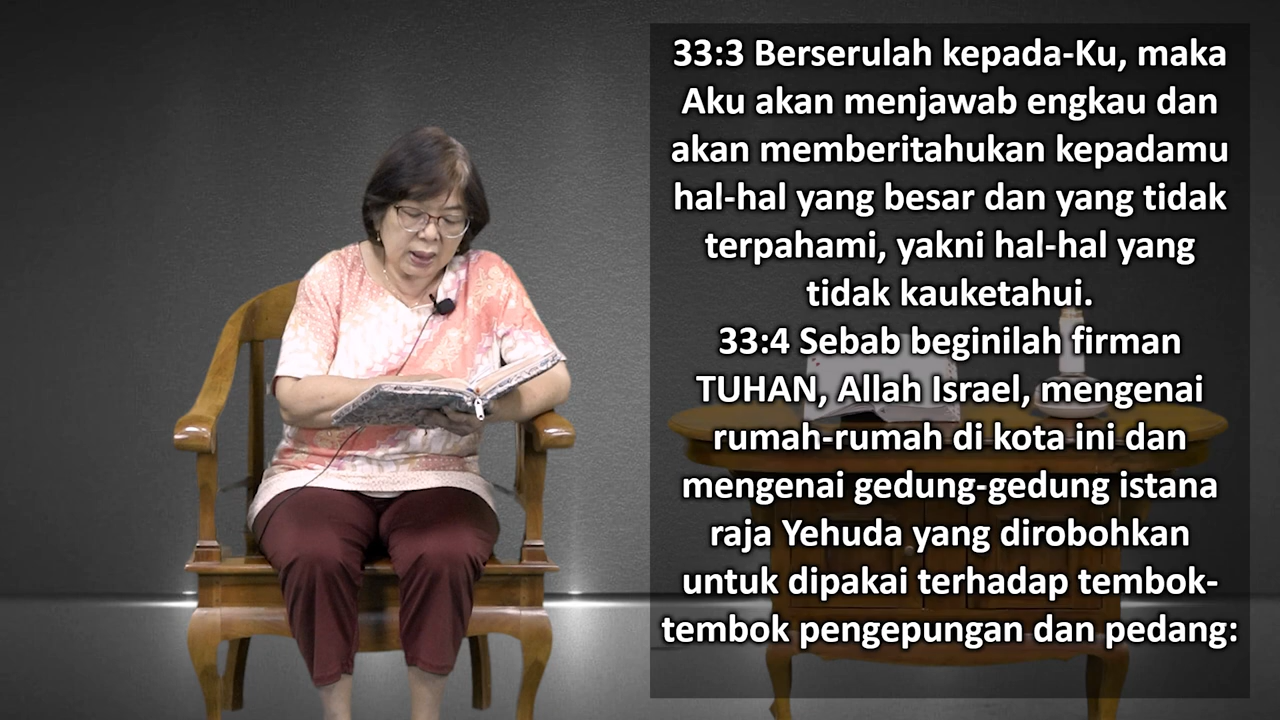 33:3 Berserulah kepada-Ku, maka
Aku akan menjawab engkau dan
akan memberitahukan kepadamu
hal-hal yang besar dan yang tidak
terpahami, yakni hal-hal yang
tidak kauketahui.
33:4 Sebab beginilah firman
TUHAN, Allah Israel, mengenai
rumah-rumah di kota ini dan
mengenai gedung-gedung istana
raja Yehuda yang dirobohkan
untuk dipakai terhadap tembok-
tembok pengepungan dan pedang: